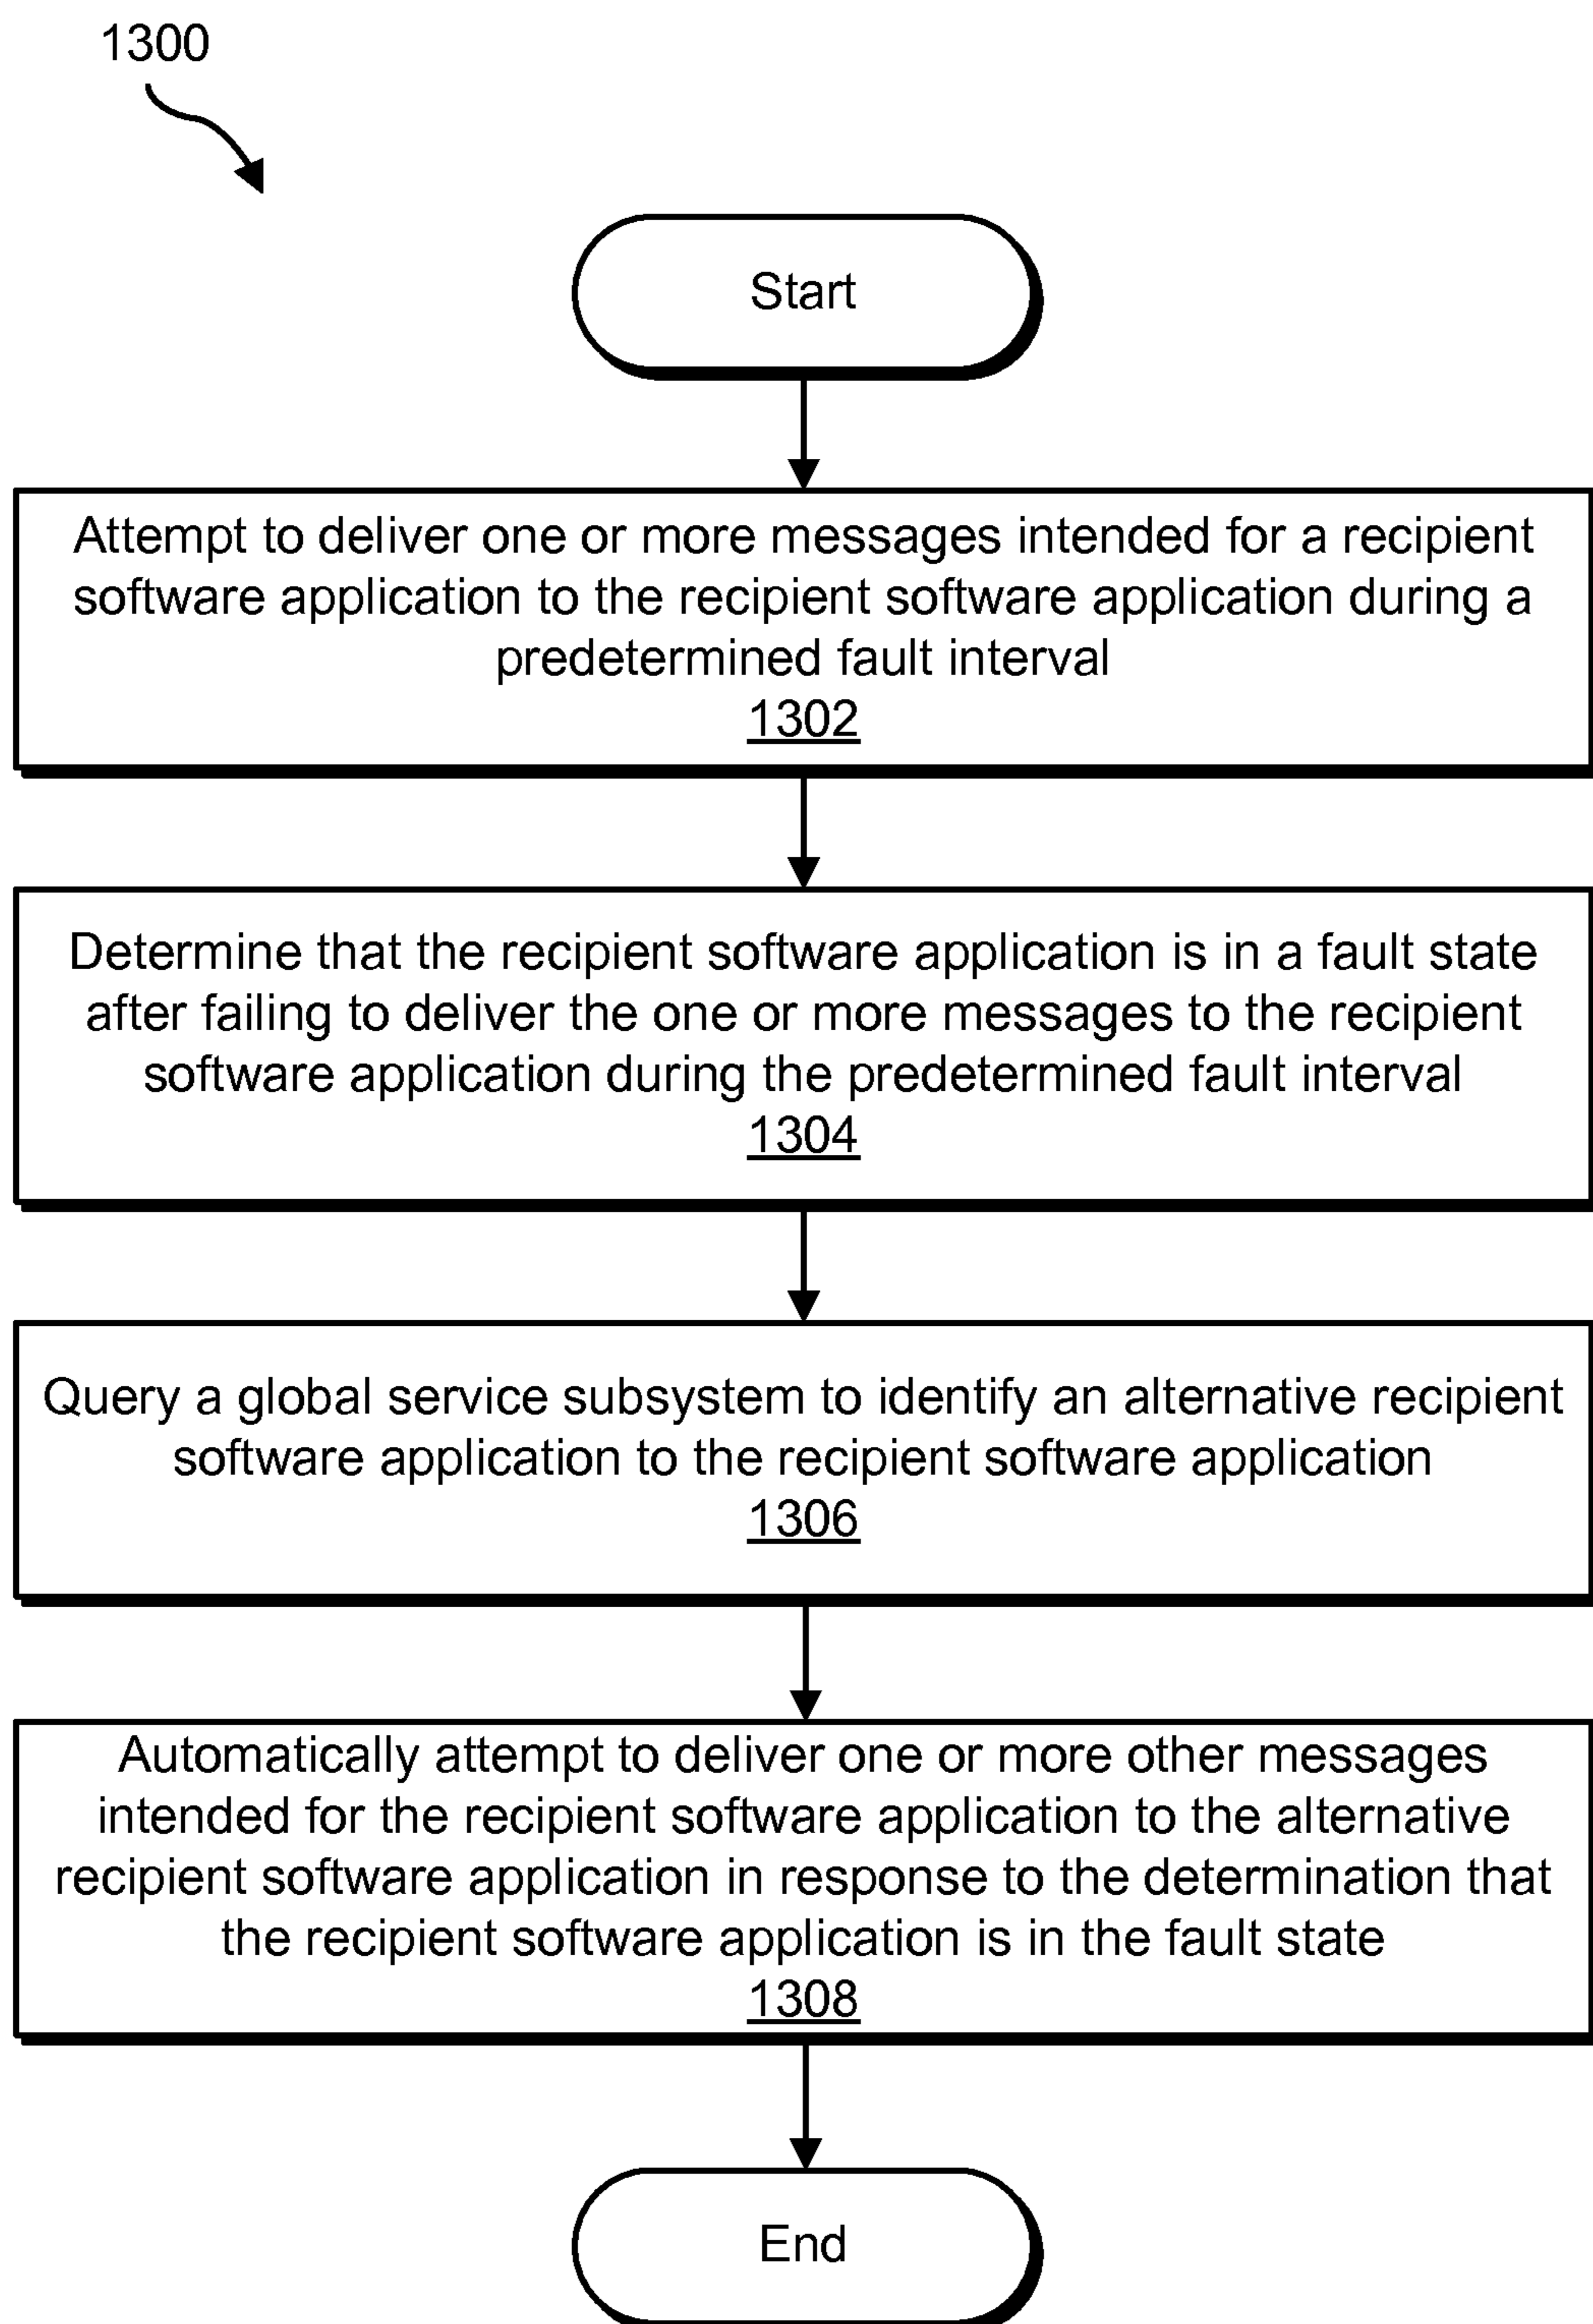 1300
Start
Attempt to deliver one or more messages intended for a recipient
software application to the recipient software application during a
predetermined fault interval
1302
Determine that the recipient software application is in a fault state
after failing to deliver the one or more messages to the recipient
software application during the predetermined fault interval
1304
Query a global service subsystem to identify an alternative recipient
software application to the recipient software application
1306
Automatically attempt to deliver one or more other messages
intended for the recipient software application to the alternative
recipient software application in response to the determination that
the recipient software application is in the fault state
1308
End